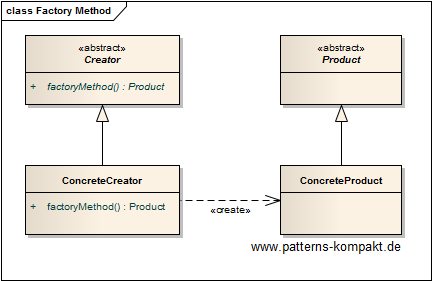 class Factory Method
«abstract»
Creator
+ factoryMethod() : Product
«abstract»
Product
ConcreteCreator
+ factoryMethod() : Product
«create»
ConcreteProduct
www.patterns-kompakt.de